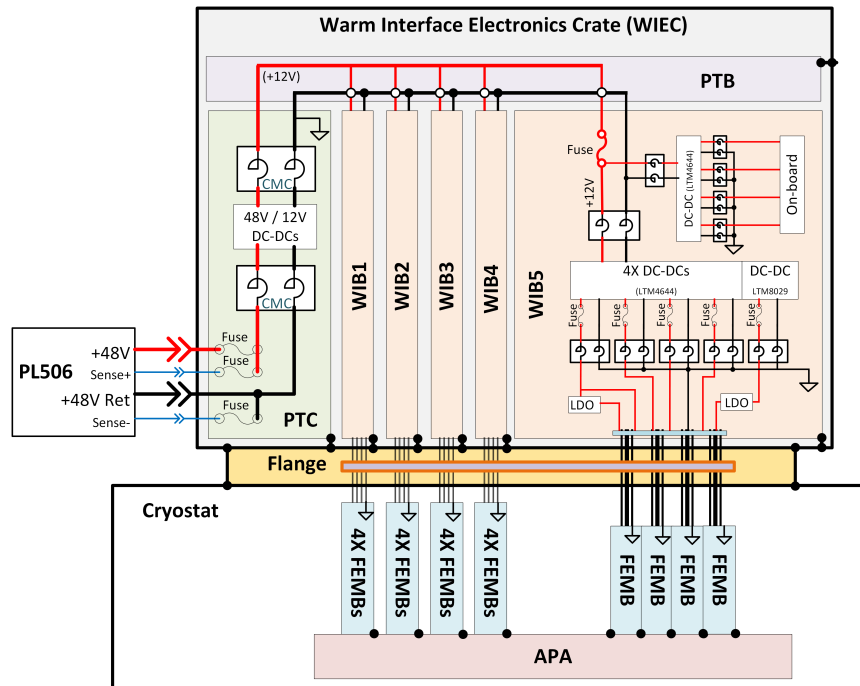 Warm Interface Electronics Crate (WIEC)
(+12V)
PTB
Fuse
+12V
CMC
48V / 12V
DC-DCs
CMC
DC-DC (LTM4644)
On-board
WIB1
WIB2
WIB3
WIB4
WIB5
4X DC-DCs
(LTM4644)
DC-DC
LTM8029
Fuse
Fuse
Fuse
Fuse
Fuse
LDO
LDO
PL506
+48V
Sense+
+48V Ret
Sense-
Fuse
Fuse
Fuse
PTC
Flange
Cryostat
4X FEMBs
4X FEMBs
4X FEMBs
4X FEMBs
FEMB
FEMB
FEMB
FEMB
APA